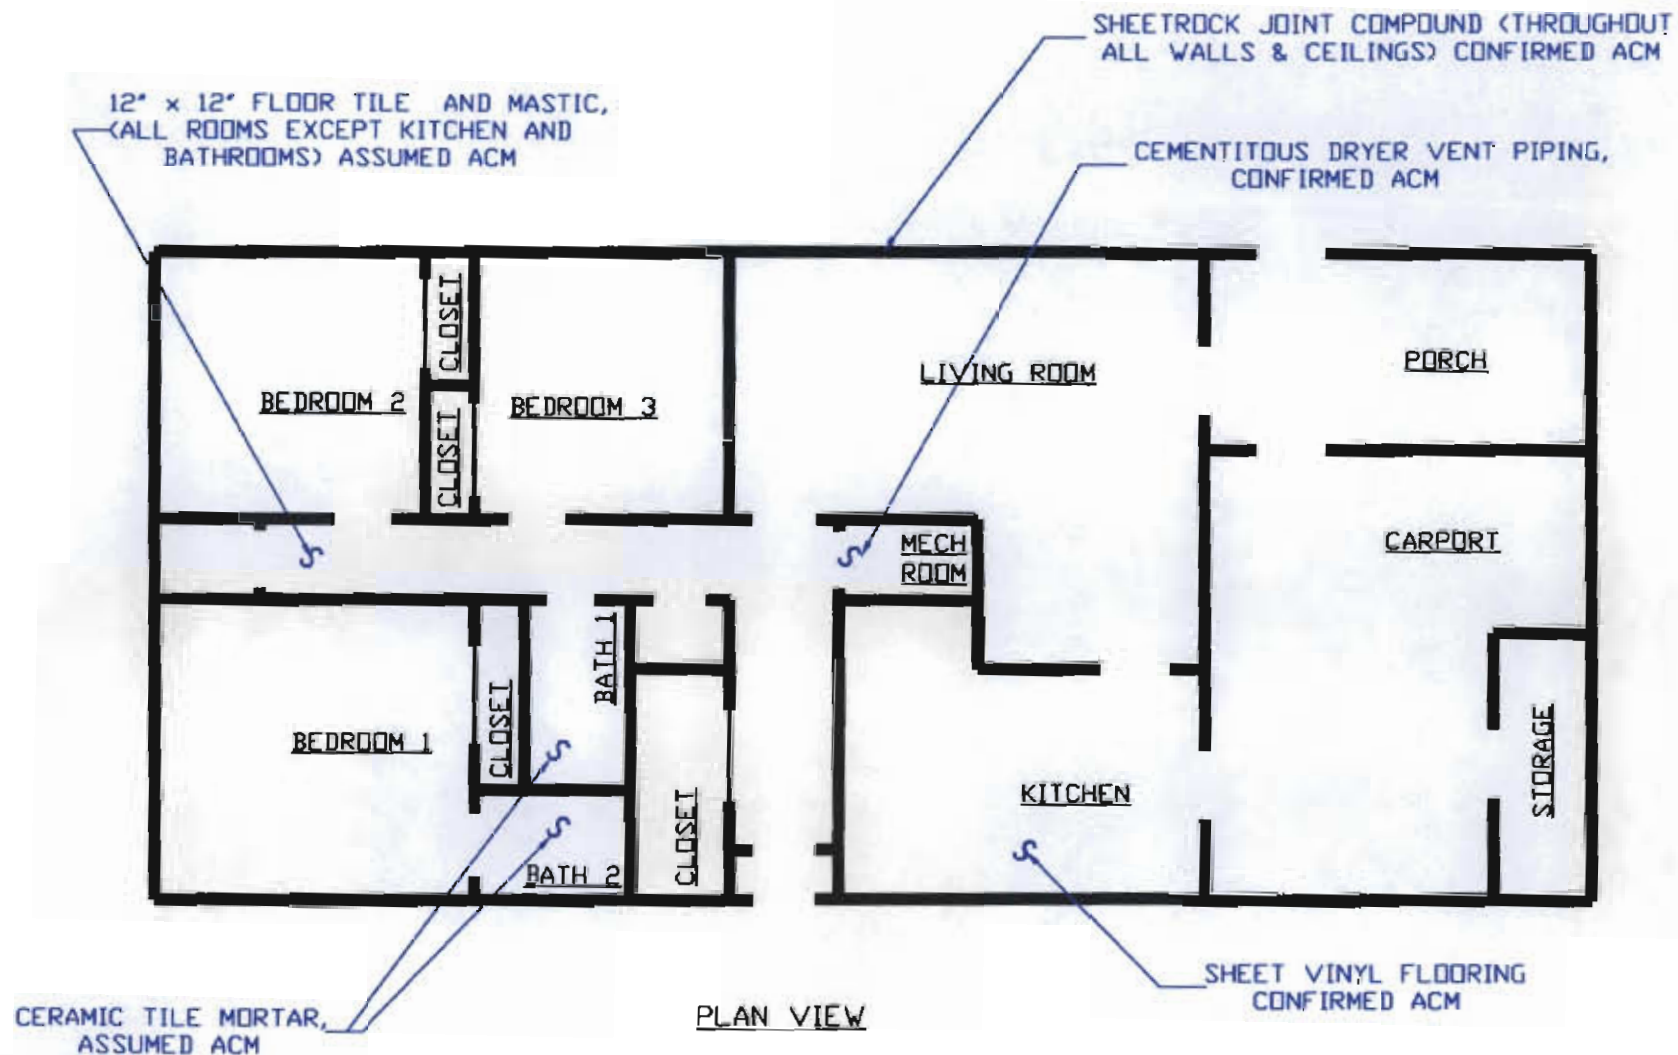 SHEETROCK JOINT COMPOUND (THROUGHOUT
ALL WALLS & CEILINGS) CONFIRMED ACM
12" x 12" FLOOR TILE AND MASTIC,
(ALL ROOMS EXCEPT KITCHEN AND
BATHROOMS) ASSUMED ACM
CEMENTITOUS DRYER VENT PIPING,
CONFIRMED ACM
CLOSET
BEDROOM 2
CLOSET
BEDROOM 3
LIVING ROOM
PORCH
MECH
ROOM
CARPORT
BEDROOM 1
CLOSET
BATH 1
BATH 2
CLOSET
KITCHEN
STORAGE
CERAMIC TILE MORTAR,
ASSUMED ACM
PLAN VIEW
SHEET VINYL FLOORING
CONFIRMED ACM